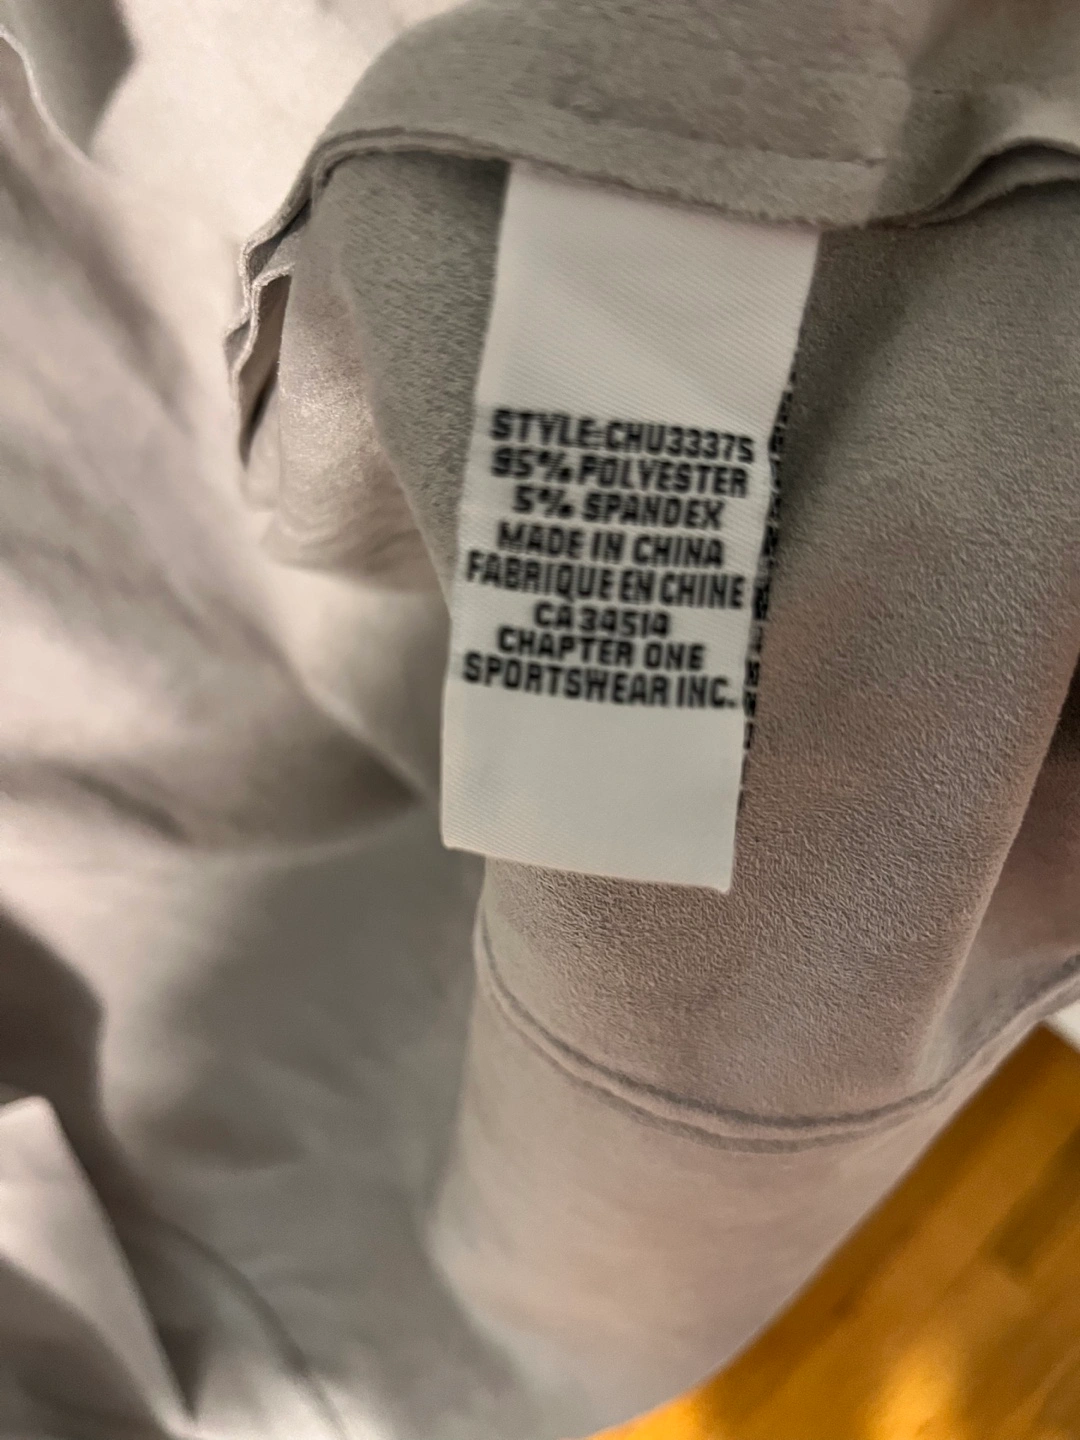 STYLE:CHU33375
95% POLYESTER
5% SPANDEX
MADE IN CHINA
FABRIQUE EN CHINE
CA 34514
CHAPTER ONE
SPORTSWEAR INC.